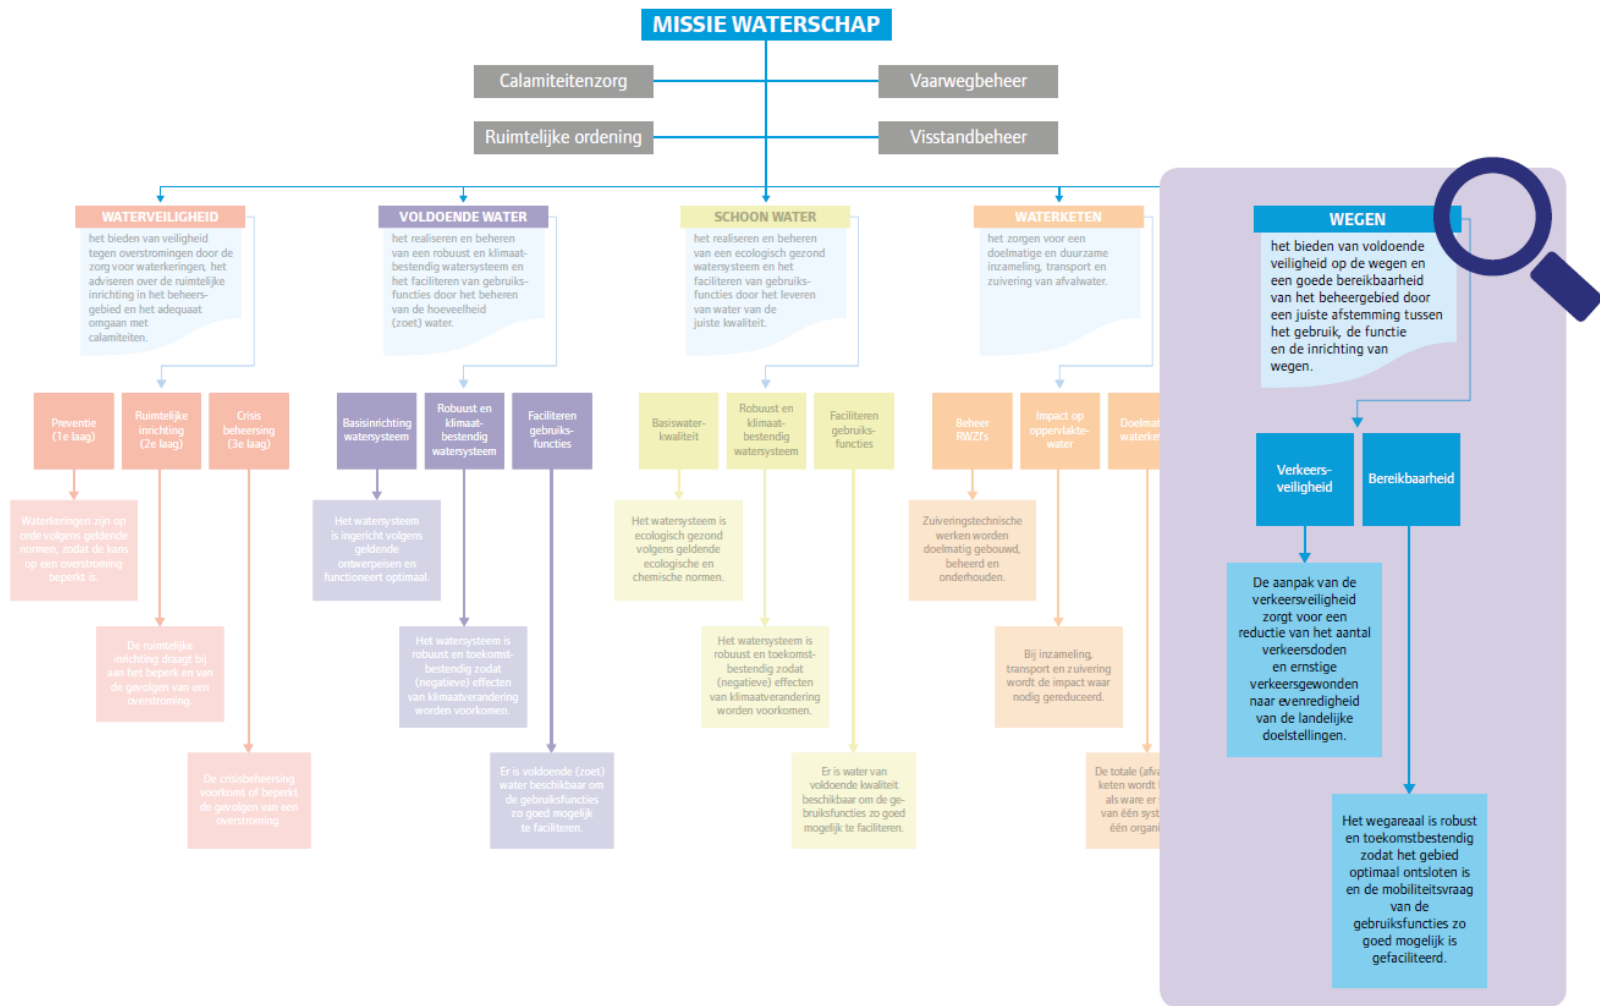 MISSIE WATERSCHAP
Calamiteitenzorg
Vaarwegbeheer
Ruimtelijke ordening
Visstandbeheer
WATERVEILIGHEID
het bieden van veiligheid
tegen overstromingen door de
zorg voor waterkeringen, het
adviseren over de ruimtelijke
inrichting in het beheers-
gebied en het adequaat
omgaan met
calamiteiten.
Preventie
(1e laag)
Ruimtelijke
inrichting
(2e laag)
Crisis
beheersing
(3e laag)
Waterkeringen zijn op
orde volgens geldende
normen, zodat de kans
op een overstroming
beperkt is.
De ruimtelijke
inrichting draagt bij
aan het beperk en van
de gevolgen van een
overstroming.
De crisisbeheersing
voorkomt of beperkt
de gevolgen van een
overstroming.
VOLDOENDE WATER
het realiseren en beheren
van een robuust en klimaat-
bestendig watersysteem en
het faciliteren van gebruiks-
functies door het beheren
van de hoeveelheid
(zoet) water.
Basisinrichting
watersysteem
Robuust en
klimaat-
bestendig
watersysteem
Faciliteren
gebruiks-
functies
Het watersysteem
is ingericht volgens
geldende
ontwerpeisen en
functioneert optimaal.
Het watersysteem is
robuust en toekomst-
bestendig zodat
(negatieve) effecten
van klimaatverandering
worden voorkomen.
Er is voldoende (zoet)
water beschikbaar om
de gebruiksfuncties
zo goed mogelijk
te faciliteren.
SCHOON WATER
het realiseren en beheren
van een ecologisch gezond
watersysteem en het
faciliteren van gebruiks-
functies door het leveren
van water van de
juiste kwaliteit.
Basiswater-
kwaliteit
Robuust en
klimaat-
bestendig
watersysteem
Faciliteren
gebruiks-
functies
Het watersysteem is
ecologisch gezond
volgens geldende
ecologische en
chemische normen.
Het watersysteem is
robuust en toekomst-
bestendig zodat
(negatieve) effecten
van klimaatverandering
worden voorkomen.
Er is water van
voldoende kwaliteit
beschikbaar om de ge-
bruiksfuncties zo goed
mogelijk te faciliteren.
WATERKETEN
het zorgen voor een
doelmatige en duurzame
inzameling, transport en
zuivering van afvalwater.
Beheer
RWZI's
Impact op
oppervlakte-
water
Doelmat
waterket
Zuiveringstechnische
werken worden
doelmatig gebouwd,
beheerd en
onderhouden.
Bij inzameling,
transport en zuivering
wordt de impact waar
nodig gereduceerd.
De totale (afva
keten wordt
als ware er
van één syst
één organi
WEGEN
het bieden van voldoende
veiligheid op de wegen en
een goede bereikbaarheid
van het beheergebied door
een juiste afstemming tussen
het gebruik, de functie
en de inrichting van
wegen.
Verkeers-
veiligheid
Bereikbaarheid
De aanpak van de
verkeersveiligheid
zorgt voor een
reductie van het aantal
verkeersdoden
en ernstige
verkeersgewonden
naar evenredigheid
van de landelijke
doelstellingen.
Het wegareaal is robust
en toekomstbestendig
zodat het gebied
optimaal ontsloten is
en de mobiliteitsvraag
van de
gebruiksfuncties zo
goed mogelijk is
gefaciliteerd.